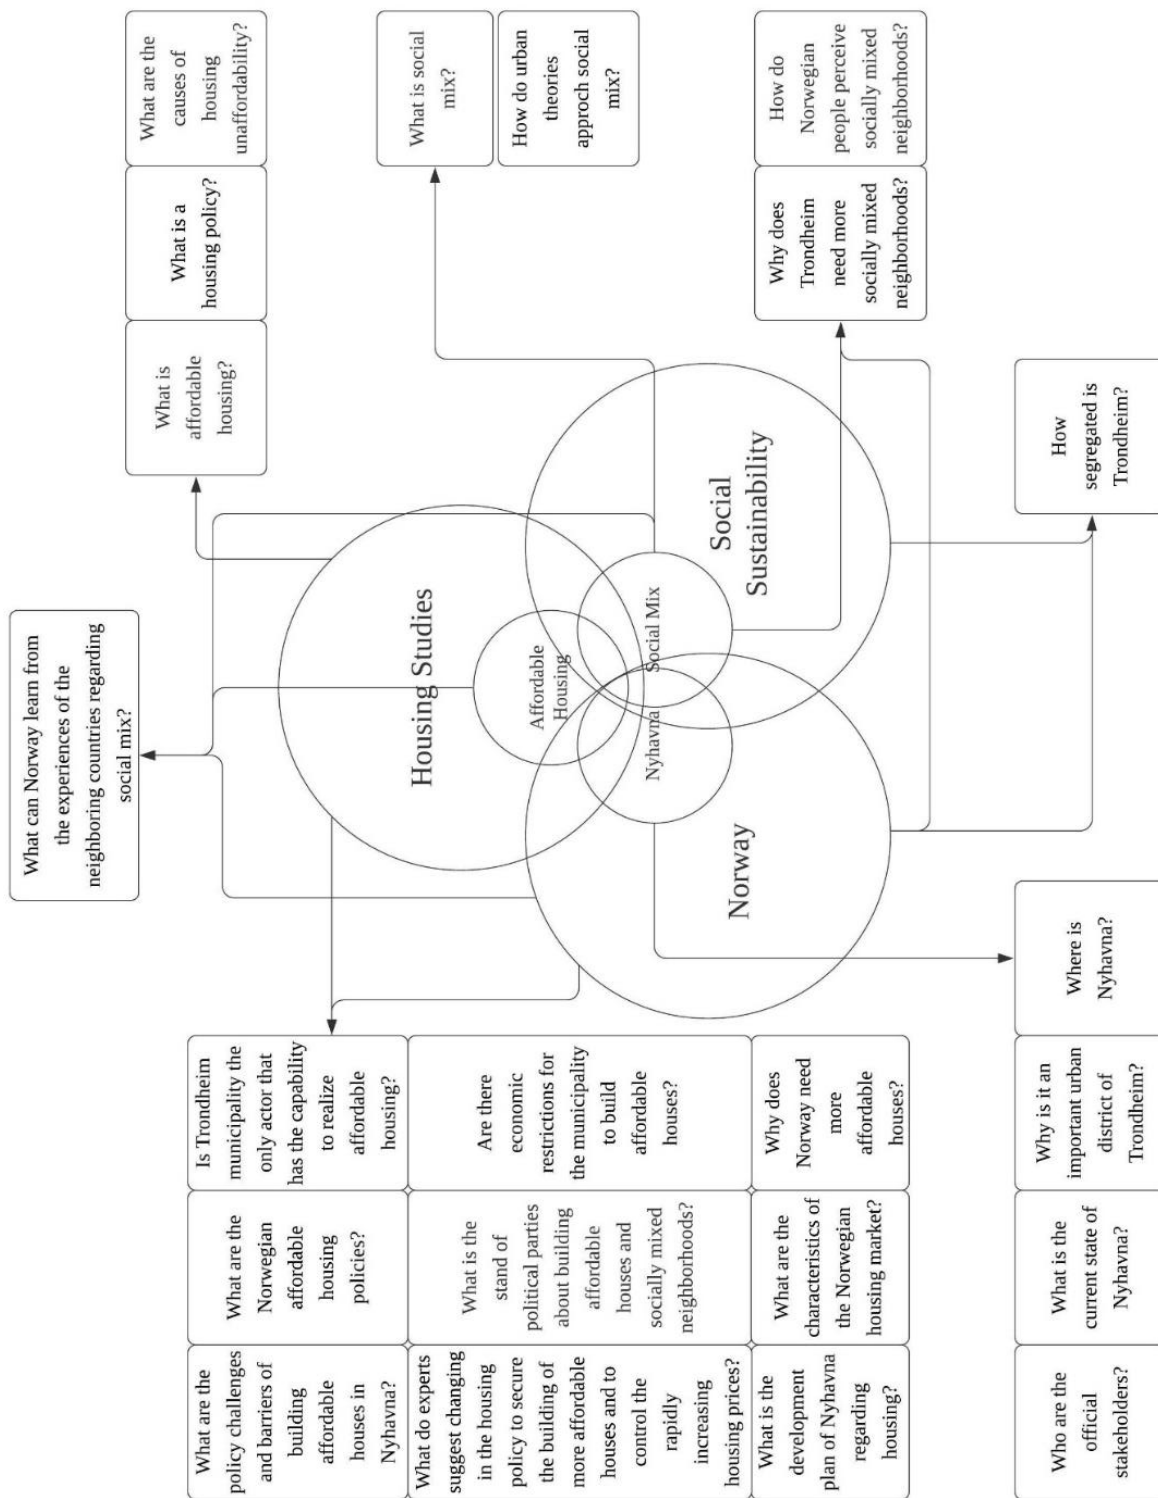 What can Norway learn from
the experiences of the
neighboring countries regarding
social mix?
What are the
policy challenges
and barriers of
building
affordable
houses in
Nyhavna?
What are the
Norwegian
affordable
housing
policies?
Is Trondheim
municipality the
only actor that
has the capability
to realize
affordable
housing?
What do experts
suggest changing
in the housing
policy to secure
the building of
more affordable
houses and to
control the
rapidly
increasing
housing prices?
What is the
stand of
political parties
about building
affordable
houses and
socially mixed
neighborhoods?
Are there
economic
restrictions for
the municipality
to build
affordable
houses?
What is the
development
plan of Nyhavna
regarding
housing?
What are the
characteristics of
the Norwegian
housing market?
Why does
Norway need
more
affordable
houses?
Who are the
official
stakeholders?
What is the
current state of
Nyhavna?
Why is it an
important urban
district of
Trondheim?
Where is
Nyhavna?
Housing Studies
Affordable
Housing
Nyhavna
Social Mix
Norway
Social
Sustainability
What is
affordable
housing?
What is a
housing policy?
What are the
causes of
housing
unaffordability?
What is social
mix?
How do urban
theories
approch social
mix?
Why does
Trondheim
need more
socially mixed
neighborhoods?
How do
Norwegian
people perceive
socially mixed
neighborhoods?
How
segregated is
Trondheim?